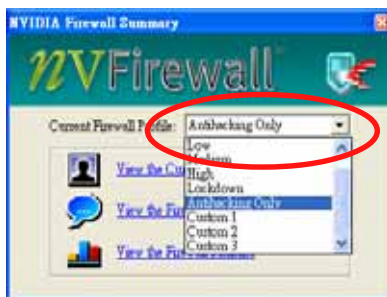 NVIDIA Firewall Summary
NVFirewall
Current Firewall Profile: Antihacking Only
Low
Medium
High
Lockdown
Antihacking Only
Custom 1
Custom 2
Custom 3
View the
View the
View the